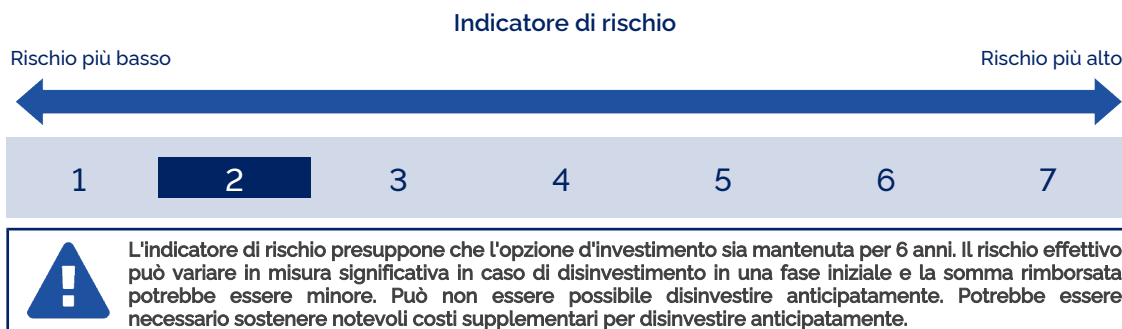 Indicatore di rischio
Rischio più basso
Rischio più alto
1 2 3 4 5 6 7
L'indicatore di rischio presuppone che l'opzione d'investimento sia mantenuta per 6 anni. Il rischio effettivo
può variare in misura significativa in caso di disinvestimento in una fase iniziale e la somma rimborsata
potrebbe essere minore. Può non essere possibile disinvestire anticipatamente. Potrebbe essere
necessario sostenere notevoli costi supplementari per disinvestire anticipatamente.